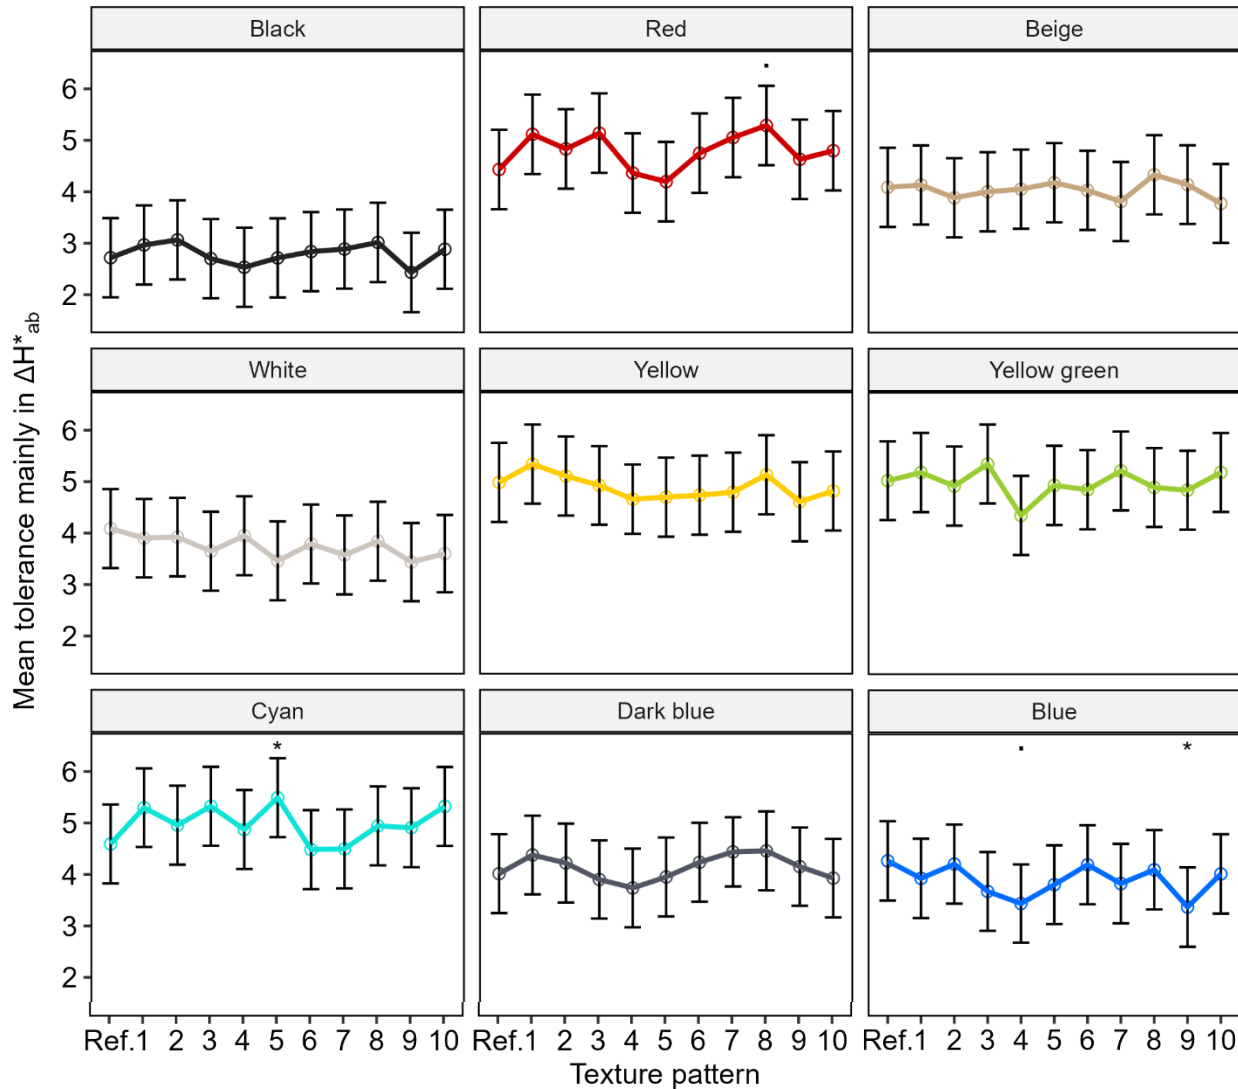 Black
Red
Beige
6
5
4
3
2
White
Yellow
Yellow green
6
5
4
3
2
Mean tolerance mainly in ΔH*ab
Cyan
Dark blue
Blue
*
.
*
.
6
5
4
3
2
Ref.1 2 3 4 5 6 7 8 9 10
Ref.1 2 3 4 5 6 7 8 9 10
Ref.1 2 3 4 5 6 7 8 9 10
Texture pattern